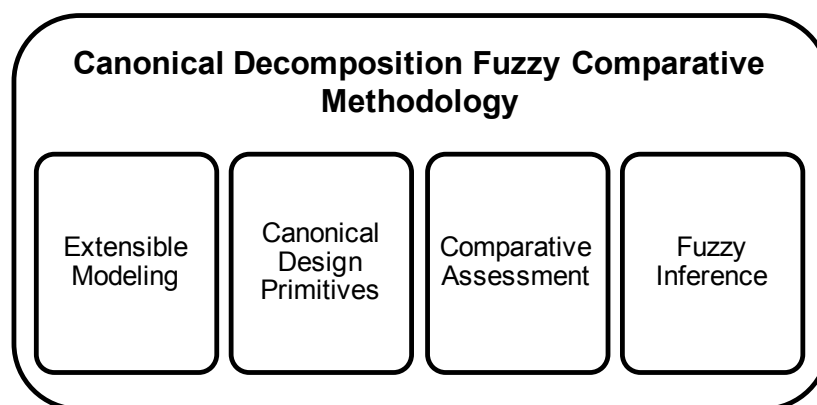 Canonical Decomposition Fuzzy Comparative
Methodology
Extensible
Modeling
Canonical
Design
Primitives
Comparative
Assessment
Fuzzy
Inference